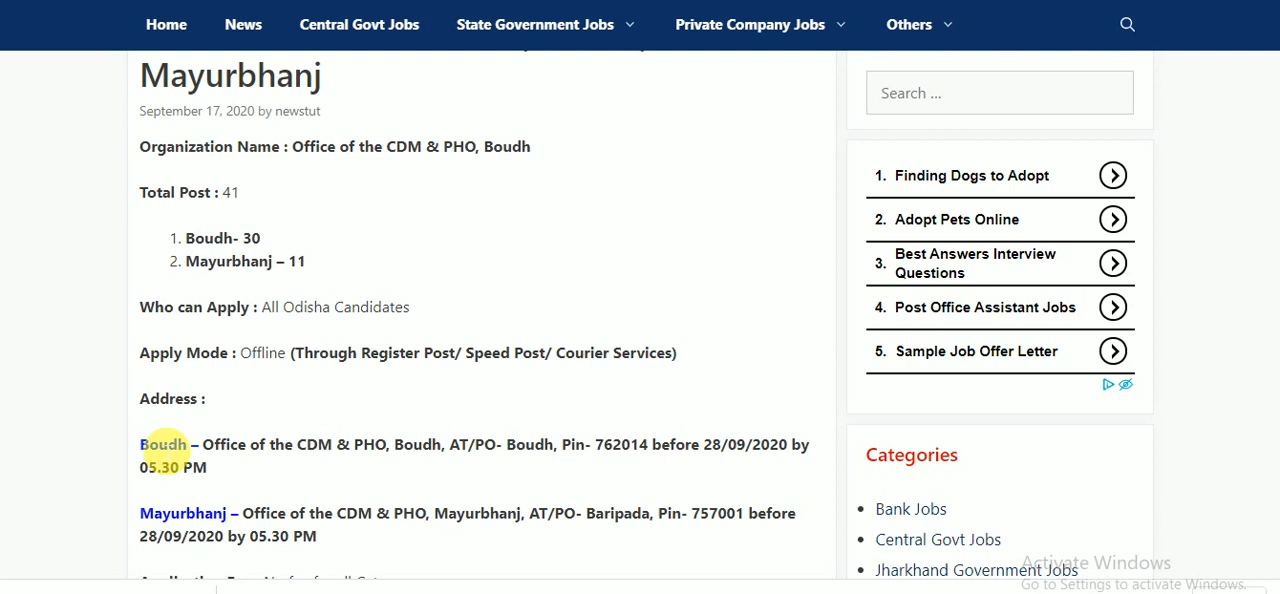 Home News Central Govt Jobs State Government Jobs Private Company Jobs Others
Mayurbhanj
September 17, 2020 by newstut
Organization Name : Office of the CDM & PHO, Boudh
Total Post : 41
1. Boudh- 30
2. Mayurbhanj – 11
Who can Apply : All Odisha Candidates
Apply Mode : Offline (Through Register Post/ Speed Post/ Courier Services)
Address :
Boudh – Office of the CDM & PHO, Boudh, AT/PO- Boudh, Pin- 762014 before 28/09/2020 by
05.30 PM
Mayurbhanj – Office of the CDM & PHO, Mayurbhanj, AT/PO- Baripada, Pin- 757001 before
28/09/2020 by 05.30 PM
Search ...
1. Finding Dogs to Adopt
2. Adopt Pets Online
3. Best Answers Interview
Questions
4. Post Office Assistant Jobs
5. Sample Job Offer Letter
Categories
Bank Jobs
Central Govt Jobs
Jharkhand Government Jobs
Activate Windows
Go to Settings to activate Windows.